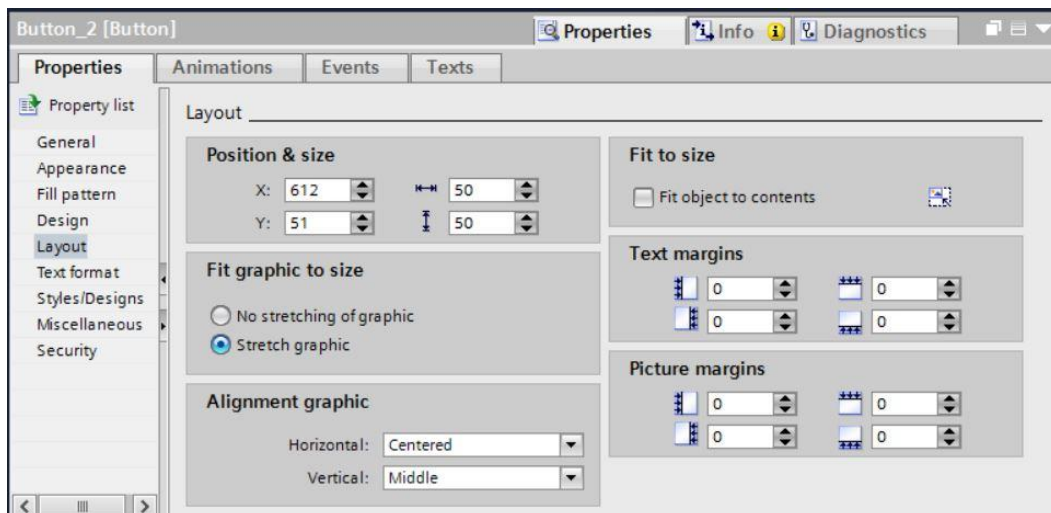 Button_2 [Button]
Properties Info Diagnostics
Properties Animations Events Texts
Property list
General
Appearance
Fill pattern
Design
Layout
Text format
Styles/Designs
Miscellaneous
Security
Layout
Position & size
X: 612 50
Y: 51 50
Fit graphic to size
No stretching of graphic
Stretch graphic
Alignment graphic
Horizontal: Centered
Vertical: Middle
Fit to size
Fit object to contents
Text margins
0 0
0 0
Picture margins
0 0
0 0